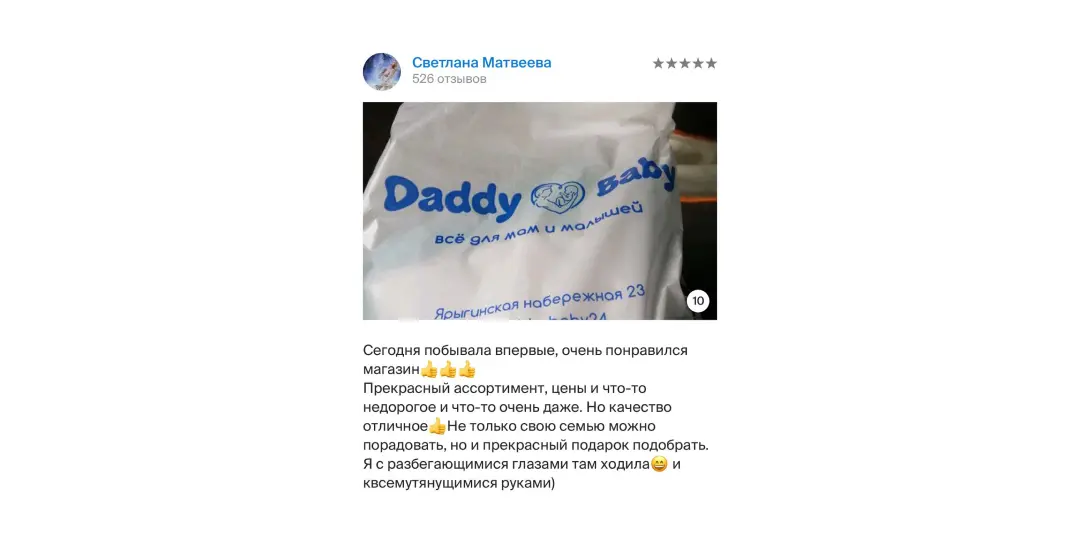 Светлана Матвеева
526 отзывов
Daddy Baby
всё для мам и малышей
Ярыгинская набережная 23
baby24
10
Сегодня побывала впервые, очень понравился
магазин👍👍👍
Прекрасный ассортимент, цены и что-то
недорогое и что-то очень даже. Но качество
отличное👍Не только свою семью можно
порадовать, но и прекрасный подарок подобрать.
Я с разбегающимися глазами там ходила😄 и
квсемутянущимися руками)